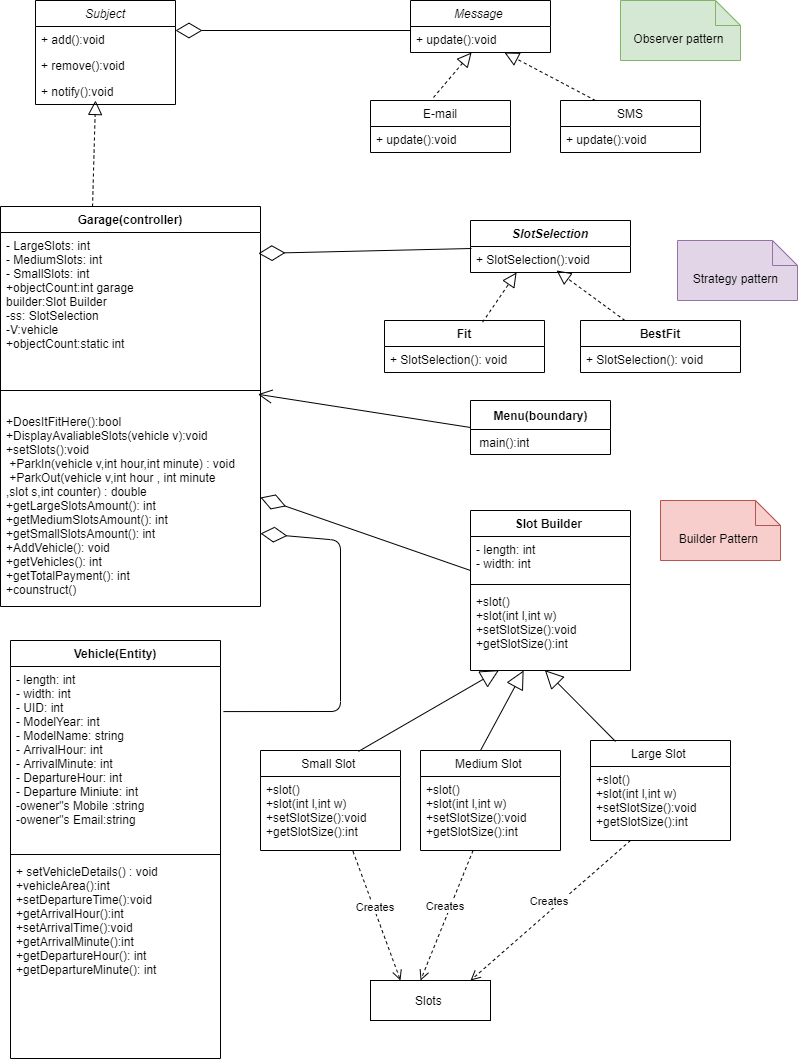 Subject
+ add():void
+ remove():void
+ notify():void
Message
+ update():void
Observer pattern
E-mail
+ update():void
SMS
+ update():void
Garage(controller)
- LargeSlots: int
- MediumSlots: int
- SmallSlots: int
+objectCount:int garage
builder:Slot Builder
-ss: SlotSelection
-V:vehicle
+objectCount:static int
+DoesItFitHere():bool
+DisplayAvaliableSlots(vehicle v):void
+setSlots():void
+ParkIn(vehicle v,int hour,int minute) : void
+ParkOut(vehicle v,int hour , int minute
,slot s,int counter) : double
+getLargeSlotsAmount(): int
+getMediumSlotsAmount(): int
+getSmallSlotsAmount(): int
+AddVehicle(): void
+getVehicles(): int
+getTotalPayment(): int
+counstruct()
SlotSelection
+ SlotSelection():void
Strategy pattern
Fit
+ SlotSelection(): void
BestFit
+ SlotSelection(): void
Menu(boundary)
main():int
Slot Builder
- length: int
- width: int
+slot()
+slot(int l,int w)
+setSlotSize():void
+getSlotSize():int
Builder Pattern
Vehicle(Entity)
- length: int
- width: int
- UID: int
- ModelYear: int
- ModelName: string
- ArrivalHour: int
- ArrivalMinute: int
- DepartureHour: int
- Departure Miniute: int
-owener"s Mobile :string
-owener"s Email:string
+ setVehicleDetails() : void
+vehicleArea():int
+setDepartureTime():void
+getArrivalHour():int
+setArrivalTime():void
+getArrivalMinute():int
+getDepartureHour(): int
+getDepartureMinute(): int
Small Slot
+slot()
+slot(int l,int w)
+setSlotSize():void
+getSlotSize():int
Medium Slot
+slot()
+slot(int l,int w)
+setSlotSize():void
+getSlotSize():int
Large Slot
+slot()
+slot(int l,int w)
+setSlotSize():void
+getSlotSize():int
Creates
Creates
Creates
Slots